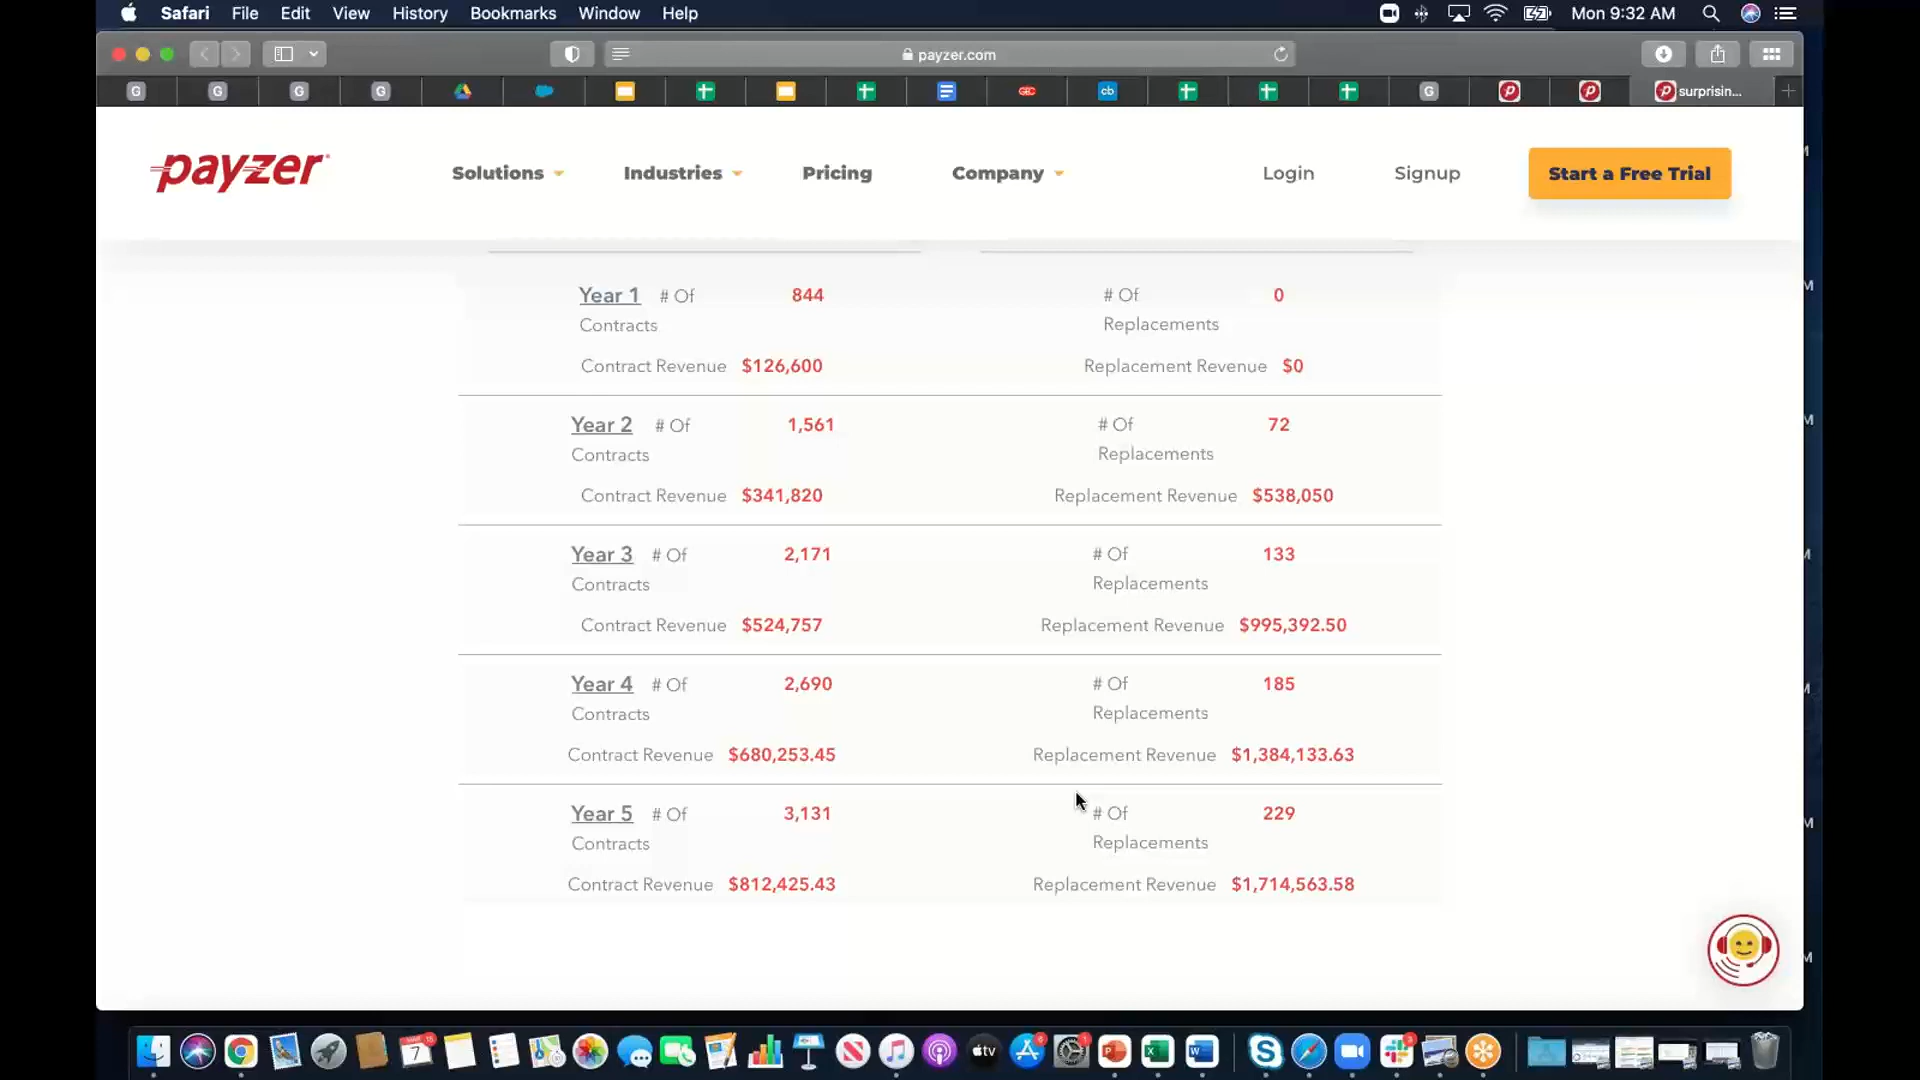 Safari File Edit View History Bookmarks Window Help Mon 9:32 AM
payzer.com
G G G G GEC cb G surprisin...
payzer Solutions Industries Pricing Company Login Signup Start a Free Trial
Year 1 # Of 844 # Of 0
Contracts Replacements
Contract Revenue $126,600 Replacement Revenue $0
Year 2 # Of 1,561 # Of 72
Contracts Replacements
Contract Revenue $341,820 Replacement Revenue $538,050
Year 3 # Of 2,171 # Of 133
Contracts Replacements
Contract Revenue $524,757 Replacement Revenue $995,392.50
Year 4 # Of 2,690 # Of 185
Contracts Replacements
Contract Revenue $680,253.45 Replacement Revenue $1,384,133.63
Year 5 # Of 3,131 # Of 229
Contracts Replacements
Contract Revenue $812,425.43 Replacement Revenue $1,714,563.58